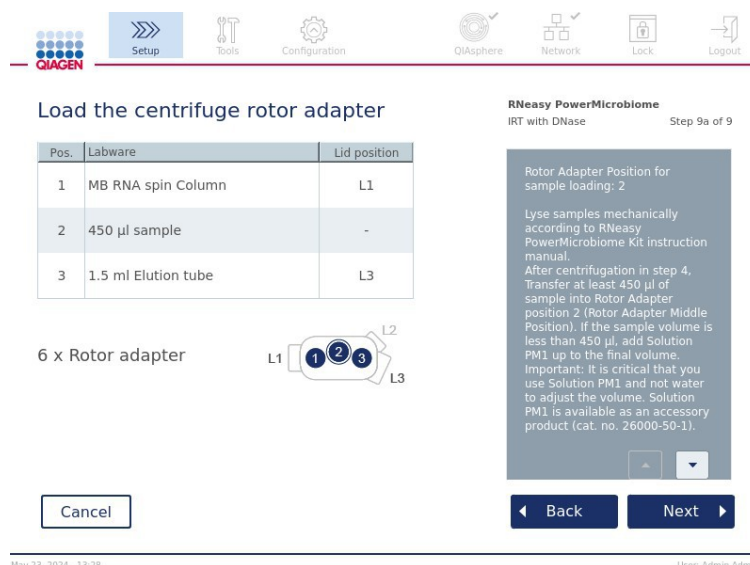 Setup
Tools
Configuration
QIAsphere
Network
Lock
Logout
QIAGEN
Load the centrifuge rotor adapter
Pos. Labware Lid position
1 MB RNA spin Column L1
2 450 µl sample -
3 1.5 ml Elution tube L3
6 x Rotor adapter
L1 1 2 3 L2
L3
Cancel
RNeasy PowerMicrobiome
IRT with DNase Step 9a of 9
Rotor Adapter Position for
sample loading: 2
Lyse samples mechanically
according to RNeasy
PowerMicrobiome Kit instruction
manual.
After centrifugation in step 4,
Transfer at least 450 µl of
sample into Rotor Adapter
position 2 (Rotor Adapter Middle
Position). If the sample volume is
less than 450 µl, add Solution
PM1 up to the final volume.
Important: It is critical that you
use Solution PM1 and not water
to adjust the volume. Solution
PM1 is available as an accessory
product (cat. no. 26000-50-1).
Back
Next
May 23, 2024 13:28
User: Admin